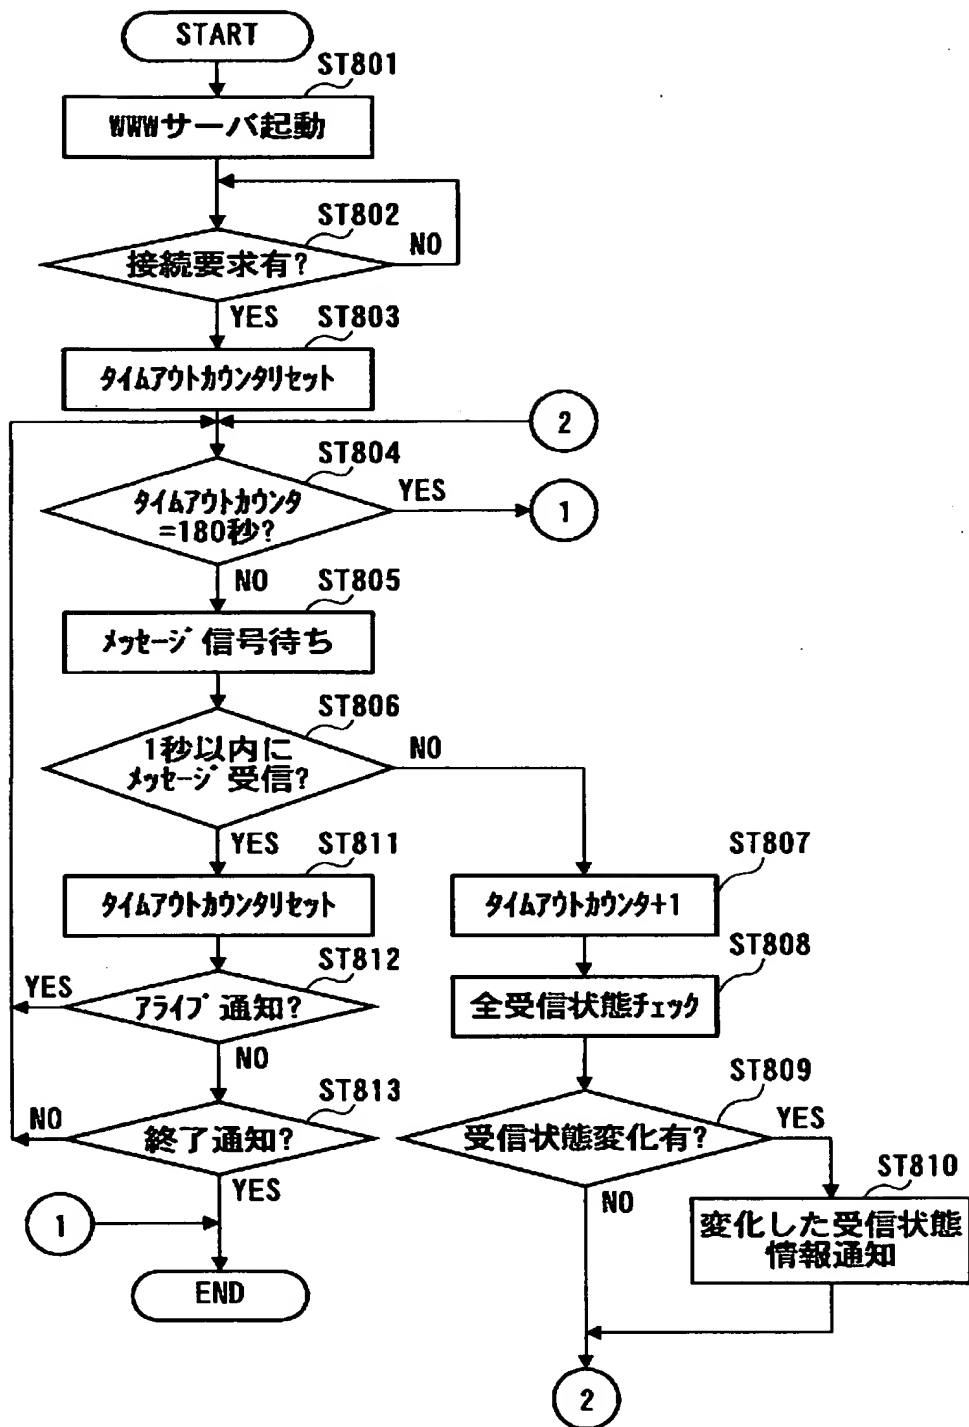 START
ST801
WWWサーバ起動
ST802
接続要求有?
NO
YES
ST803
ﾀｲﾑｱｳﾄｶｳﾝﾀﾘｾｯﾄ
2
ST804
ﾀｲﾑｱｳﾄｶｳﾝﾀ
=180秒?
YES
1
NO
ST805
ﾒｯｾｰｼﾞ信号待ち
ST806
1秒以内に
ﾒｯｾｰｼﾞ受信?
NO
YES
ST811
ﾀｲﾑｱｳﾄｶｳﾝﾀﾘｾｯﾄ
ST807
ﾀｲﾑｱｳﾄｶｳﾝﾀ+1
ST812
YES
ｱﾗｲﾌﾞ通知?
NO
ST808
全受信状態ﾁｪｯｸ
ST813
NO
終了通知?
YES
ST809
受信状態変化有?
YES
NO
ST810
変化した受信状態
情報通知
1
END
2